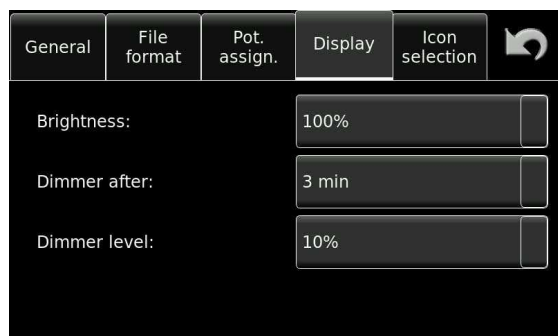 General
File
format
Pot.
assign.
Display
Icon
selection
Brightness: 100%
Dimmer after: 3 min
Dimmer level: 10%